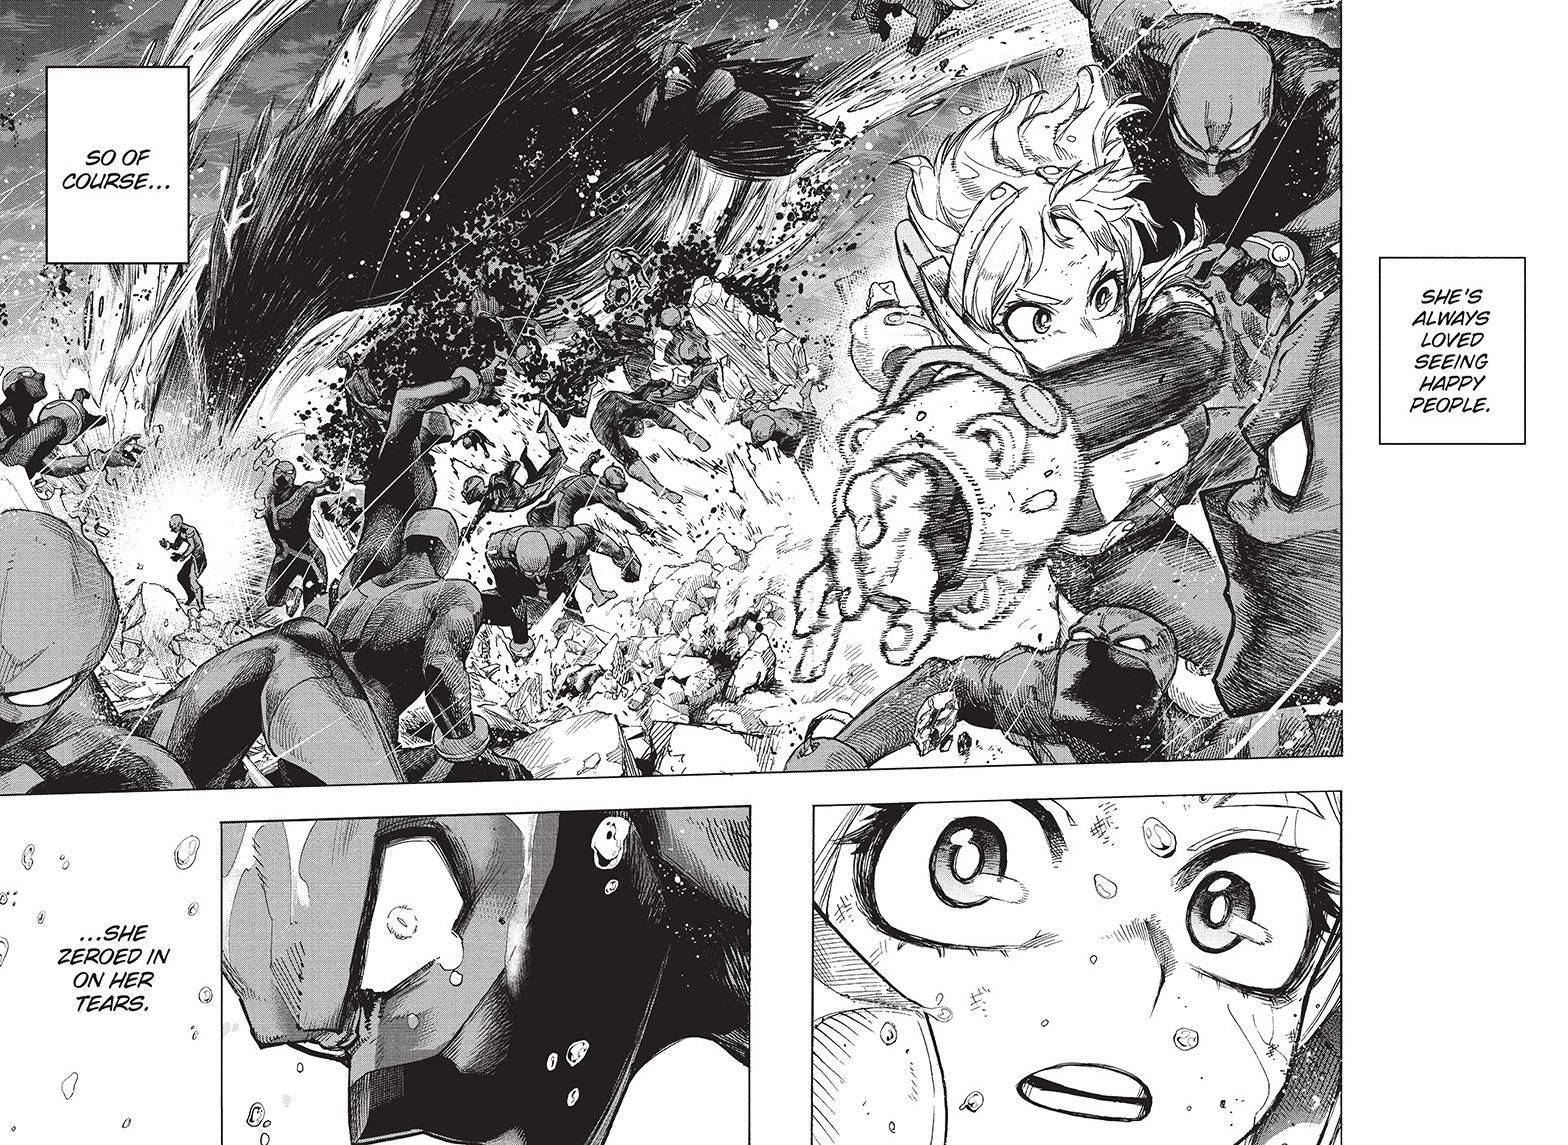 SHE'S
ALWAYS
LOVED
SEEING
HAPPY
PEOPLE.
SO OF
COURSE...
...SHE
ZEROED IN
ON HER
TEARS.